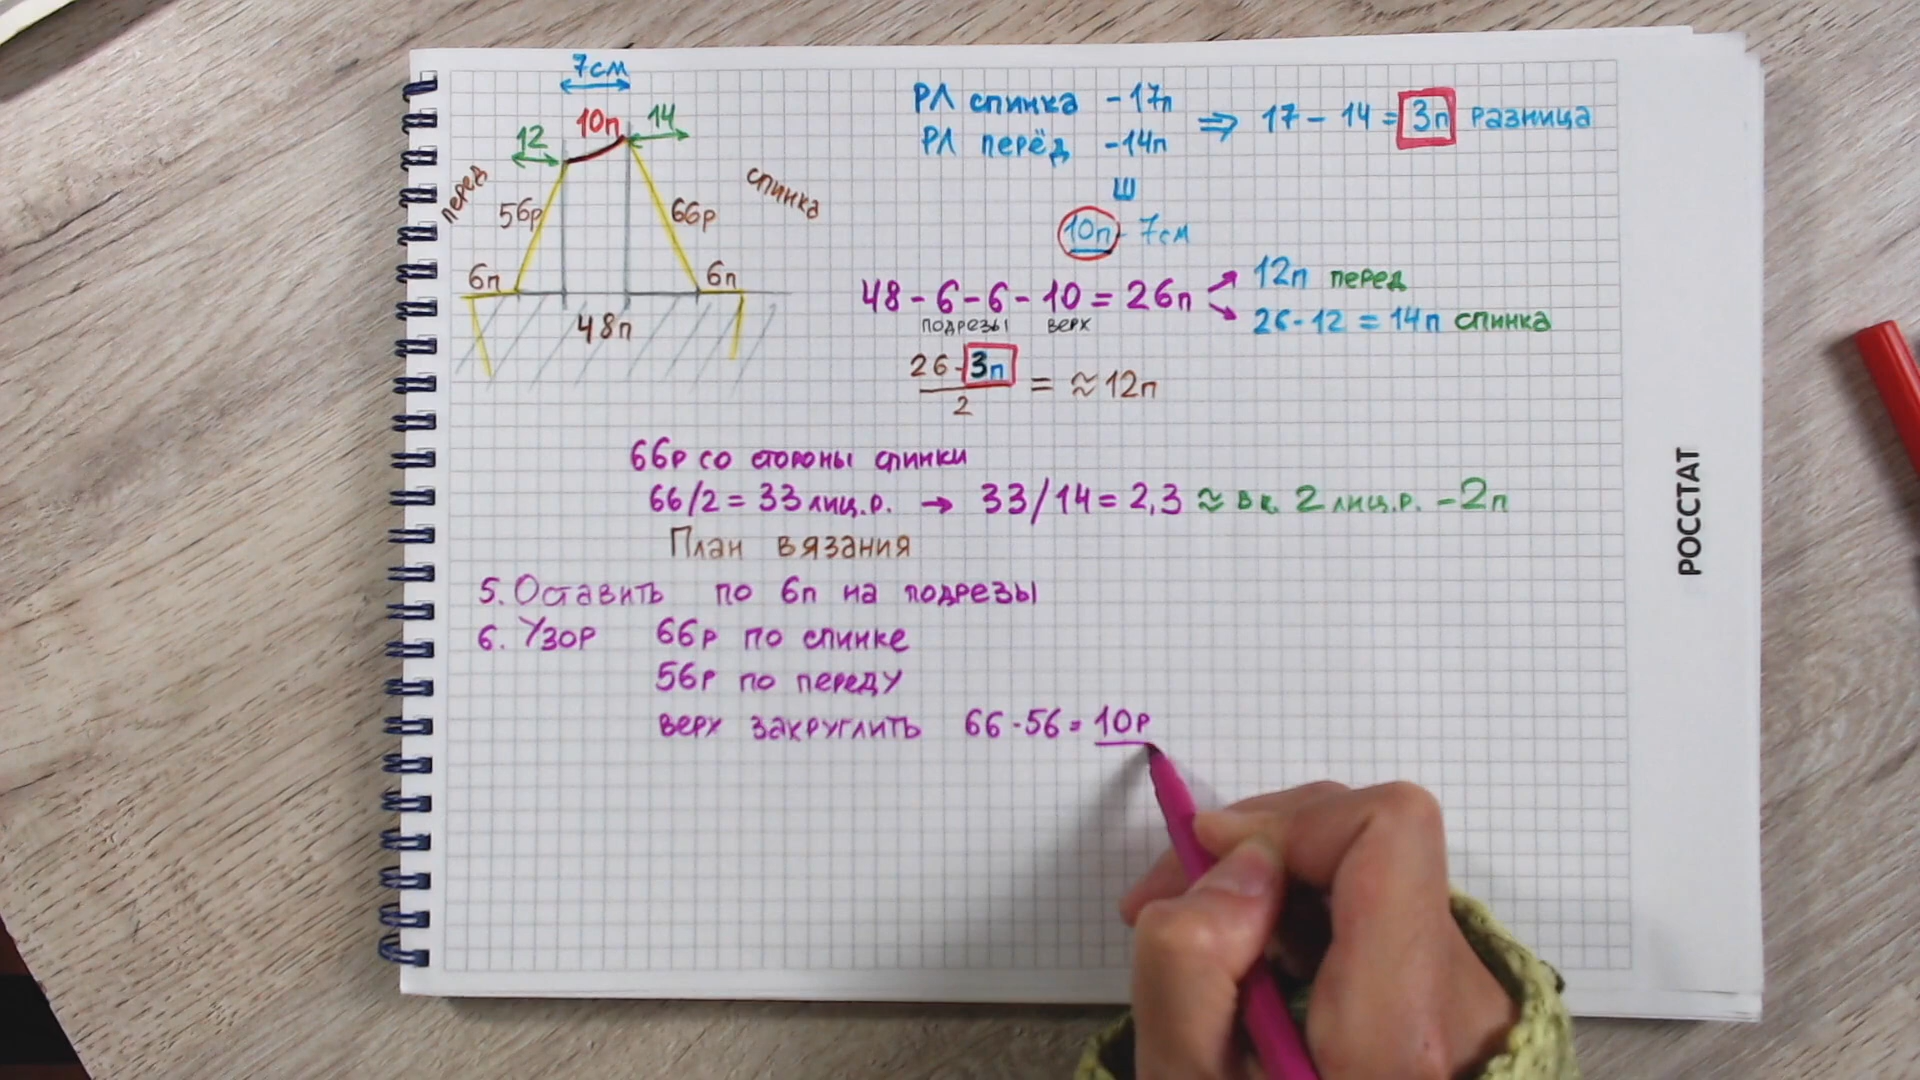 7см
10п 14
12
перед
спинка
56р 66р
6п 6п
48п
РЛ спинка - 17п
РЛ перёд - 14п
⇒ 17 - 14 = 3п разница
10п - 7см
48 - 6 - 6 - 10 = 26п
подрезы верх
12п перед
26 - 12 = 14п спинка
26 - 3п
2
= ≈ 12п
66р со стороны спинки
66/2 = 33 лиц.р. → 33/14 = 2,3 ≈ в к. 2 лиц.р. - 2п
План вязания
5. Оставить по 6п на подрезы
6. Узор 66р по спинке
56р по переду
верх закруглить 66 - 56 = 10р
РОССТАТ